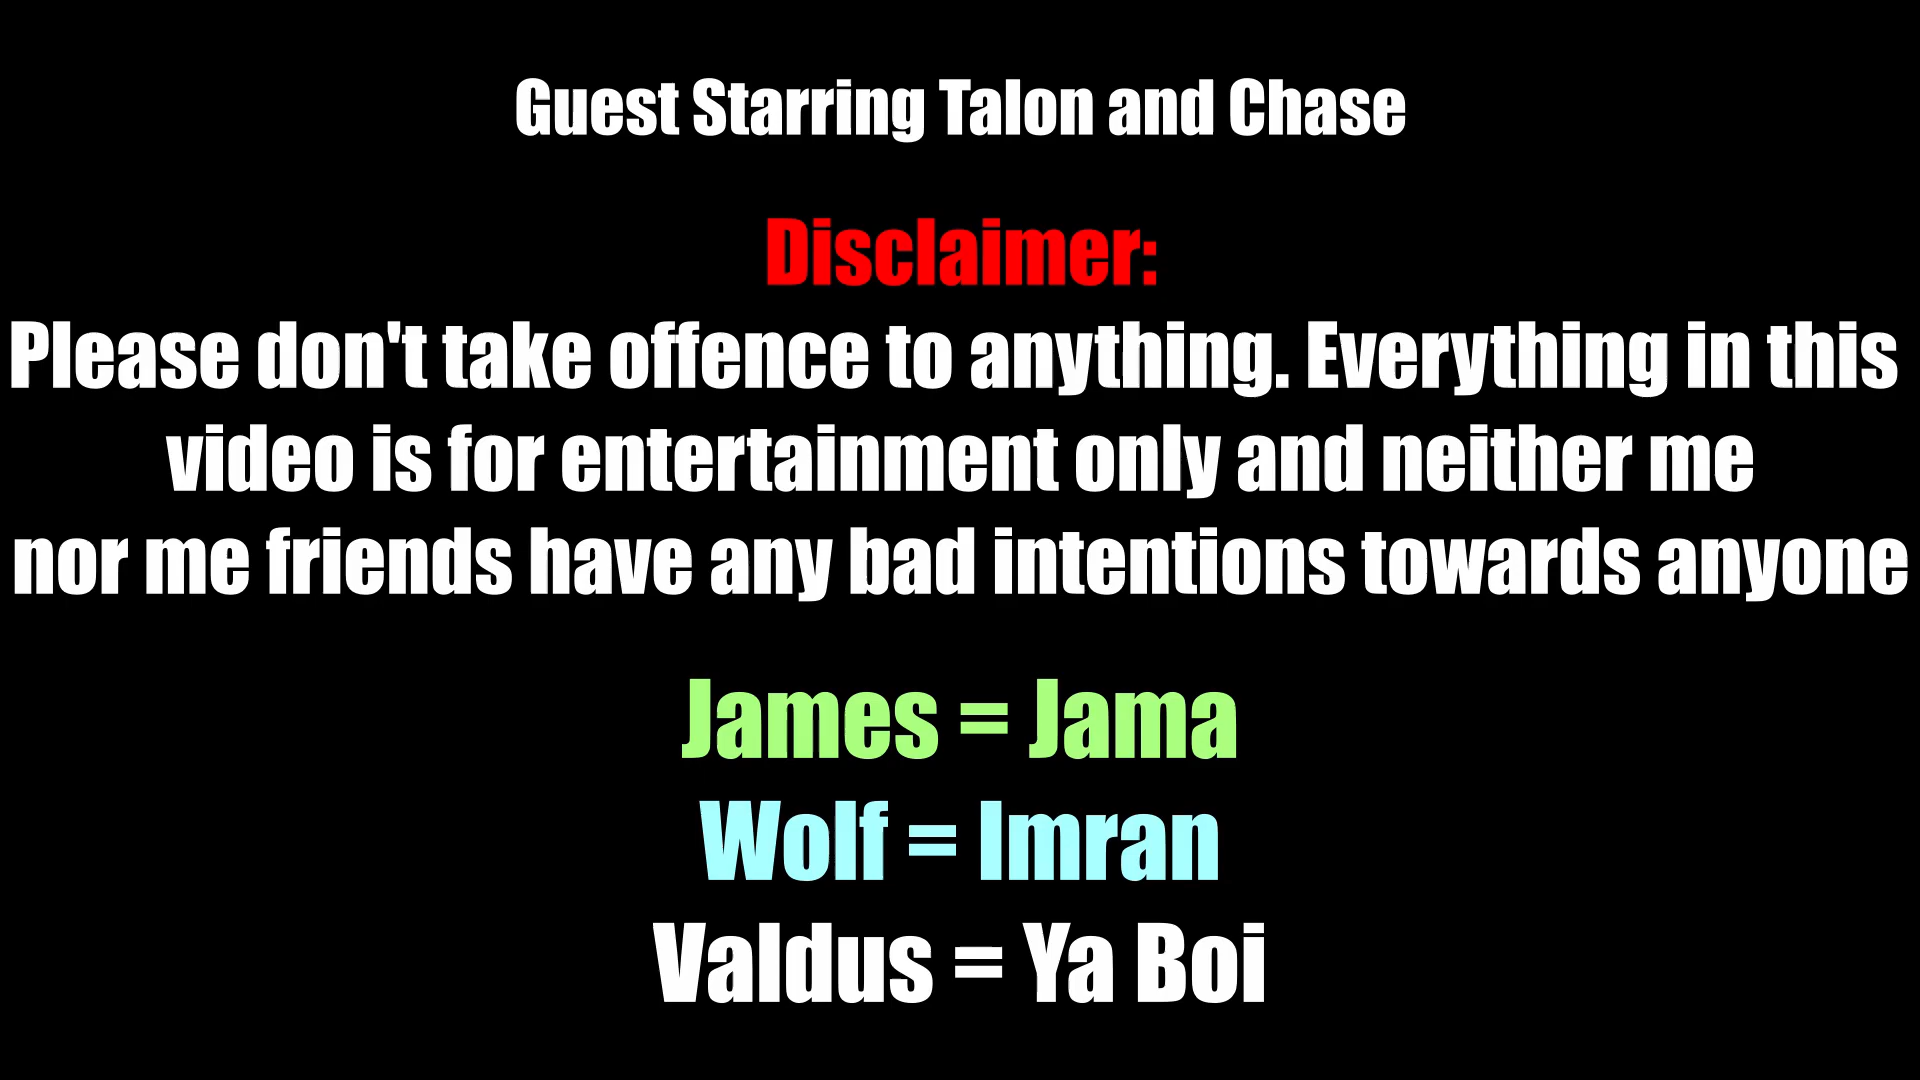 Guest Starring Talon and Chase
Disclaimer:
Please don't take offence to anything. Everything in this
video is for entertainment only and neither me
nor me friends have any bad intentions towards anyone
James = Jama
Wolf = Imran
Valdus = Ya Boi